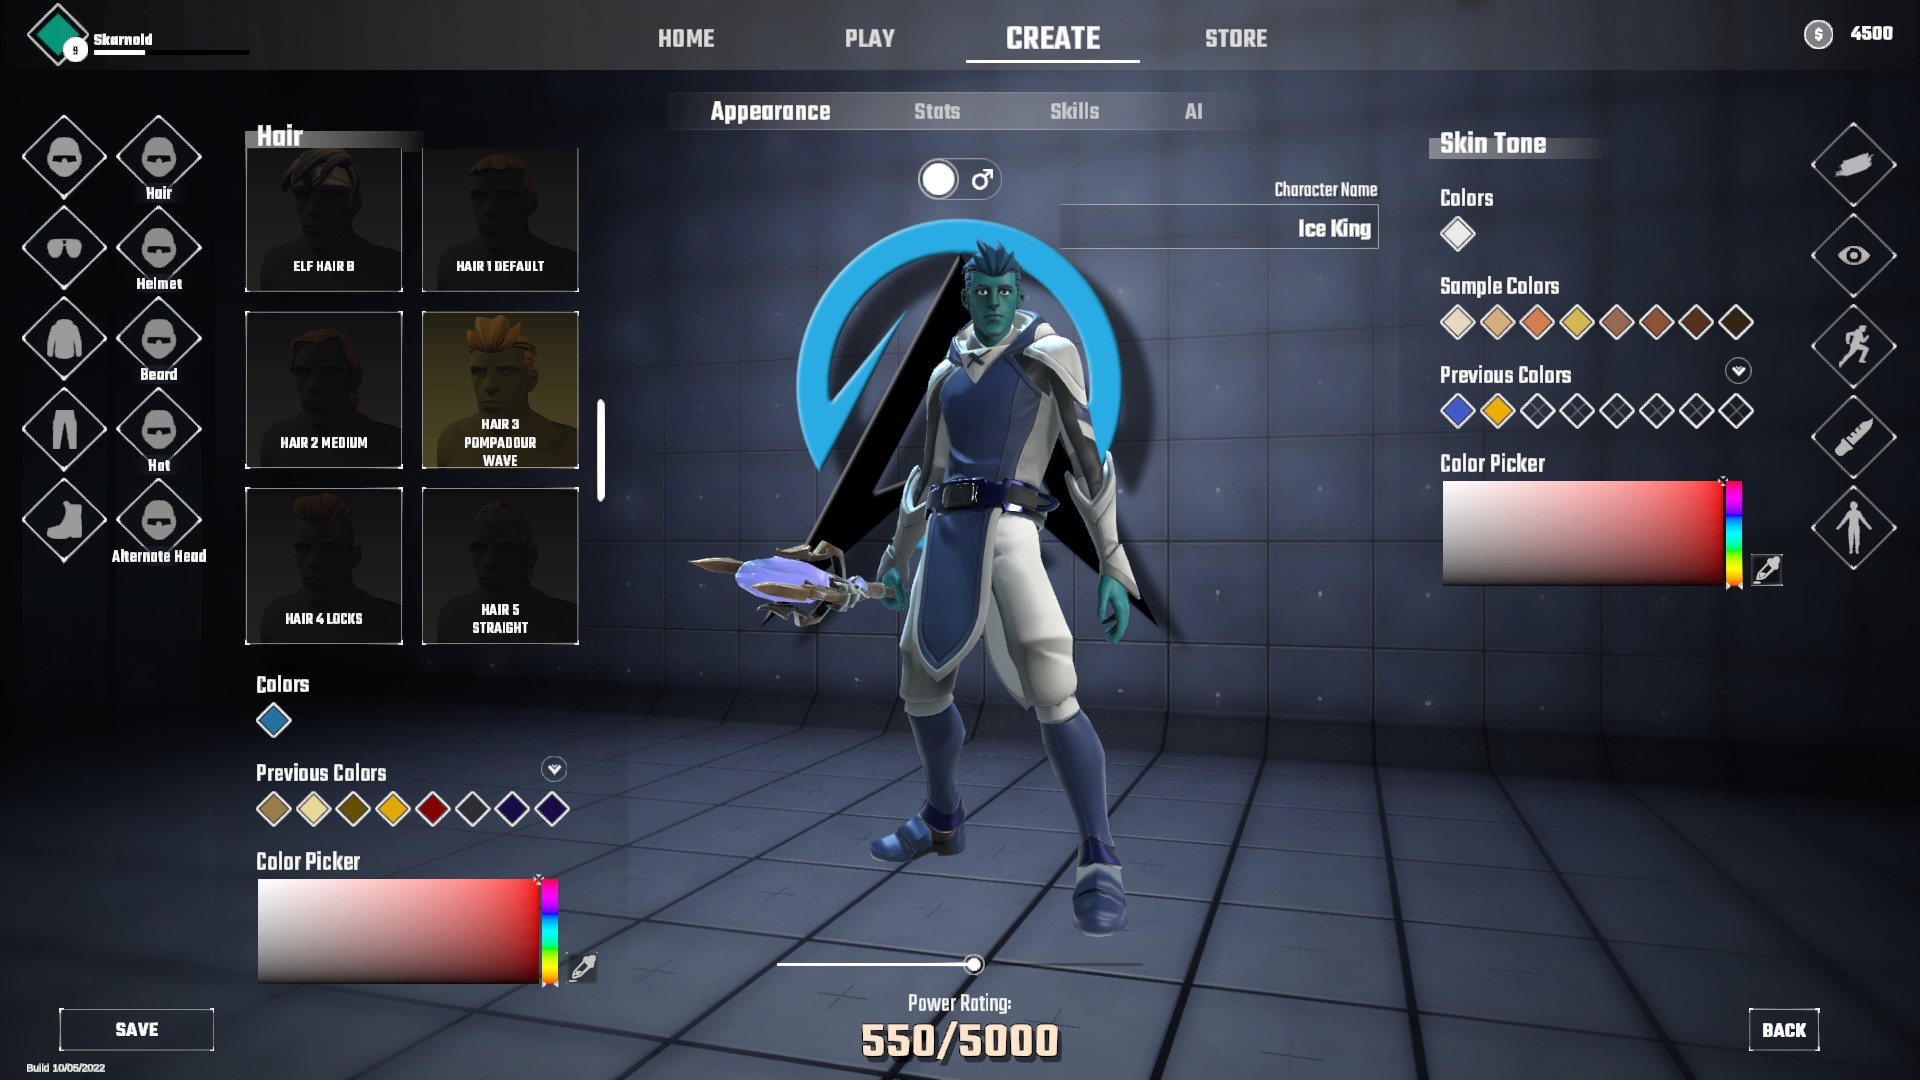 Skarnold
9
HOME
PLAY
CREATE
STORE
$
4500
Appearance
Stats
Skills
AI
Hair
Helmet
Beard
Hat
Alternate Head
Hair
ELF HAIR B
HAIR 1 DEFAULT
HAIR 2 MEDIUM
HAIR 3
POMPADOUR
WAVE
HAIR 4 LOCKS
HAIR 5
STRAIGHT
Colors
Previous Colors
Color Picker
Character Name
Ice King
Skin Tone
Colors
Sample Colors
Previous Colors
Color Picker
Power Rating:
550/5000
SAVE
BACK
Build 10/05/2022